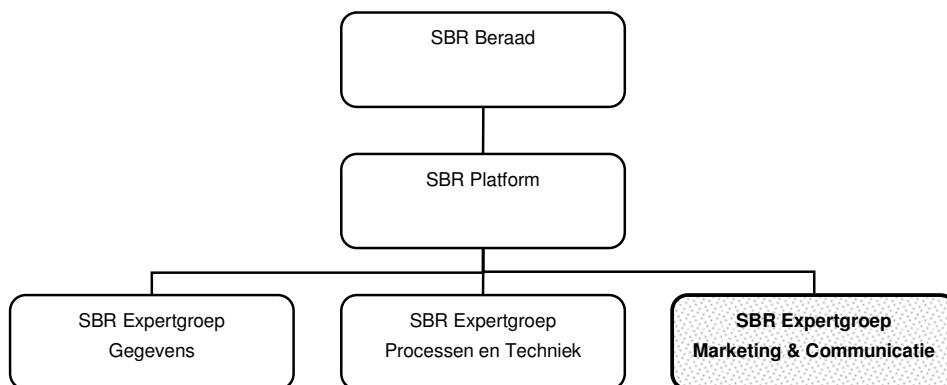 SBR Beraad
SBR Platform
SBR Expertgroep
Gegevens
SBR Expertgroep
Processen en Techniek
SBR Expertgroep
Marketing & Communicatie